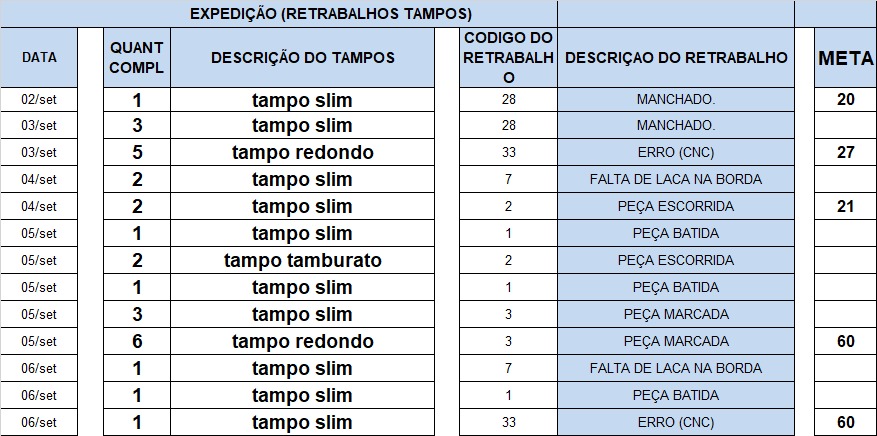 EXPEDIÇÃO (RETRABALHOS TAMPOS)
DATA QUANT COMPL DESCRIÇÃO DO TAMPOS CODIGO DO RETRABALHO DESCRIÇAO DO RETRABALHO META
02/set 1 tampo slim 28 MANCHADO. 20
03/set 3 tampo slim 28 MANCHADO.
03/set 5 tampo redondo 33 ERRO (CNC) 27
04/set 2 tampo slim 7 FALTA DE LACA NA BORDA
04/set 2 tampo slim 2 PEÇA ESCORRIDA 21
05/set 1 tampo slim 1 PEÇA BATIDA
05/set 2 tampo tamburato 2 PEÇA ESCORRIDA
05/set 1 tampo slim 1 PEÇA BATIDA
05/set 3 tampo slim 3 PEÇA MARCADA
05/set 6 tampo redondo 3 PEÇA MARCADA 60
06/set 1 tampo slim 7 FALTA DE LACA NA BORDA
06/set 1 tampo slim 1 PEÇA BATIDA
06/set 1 tampo slim 33 ERRO (CNC) 60